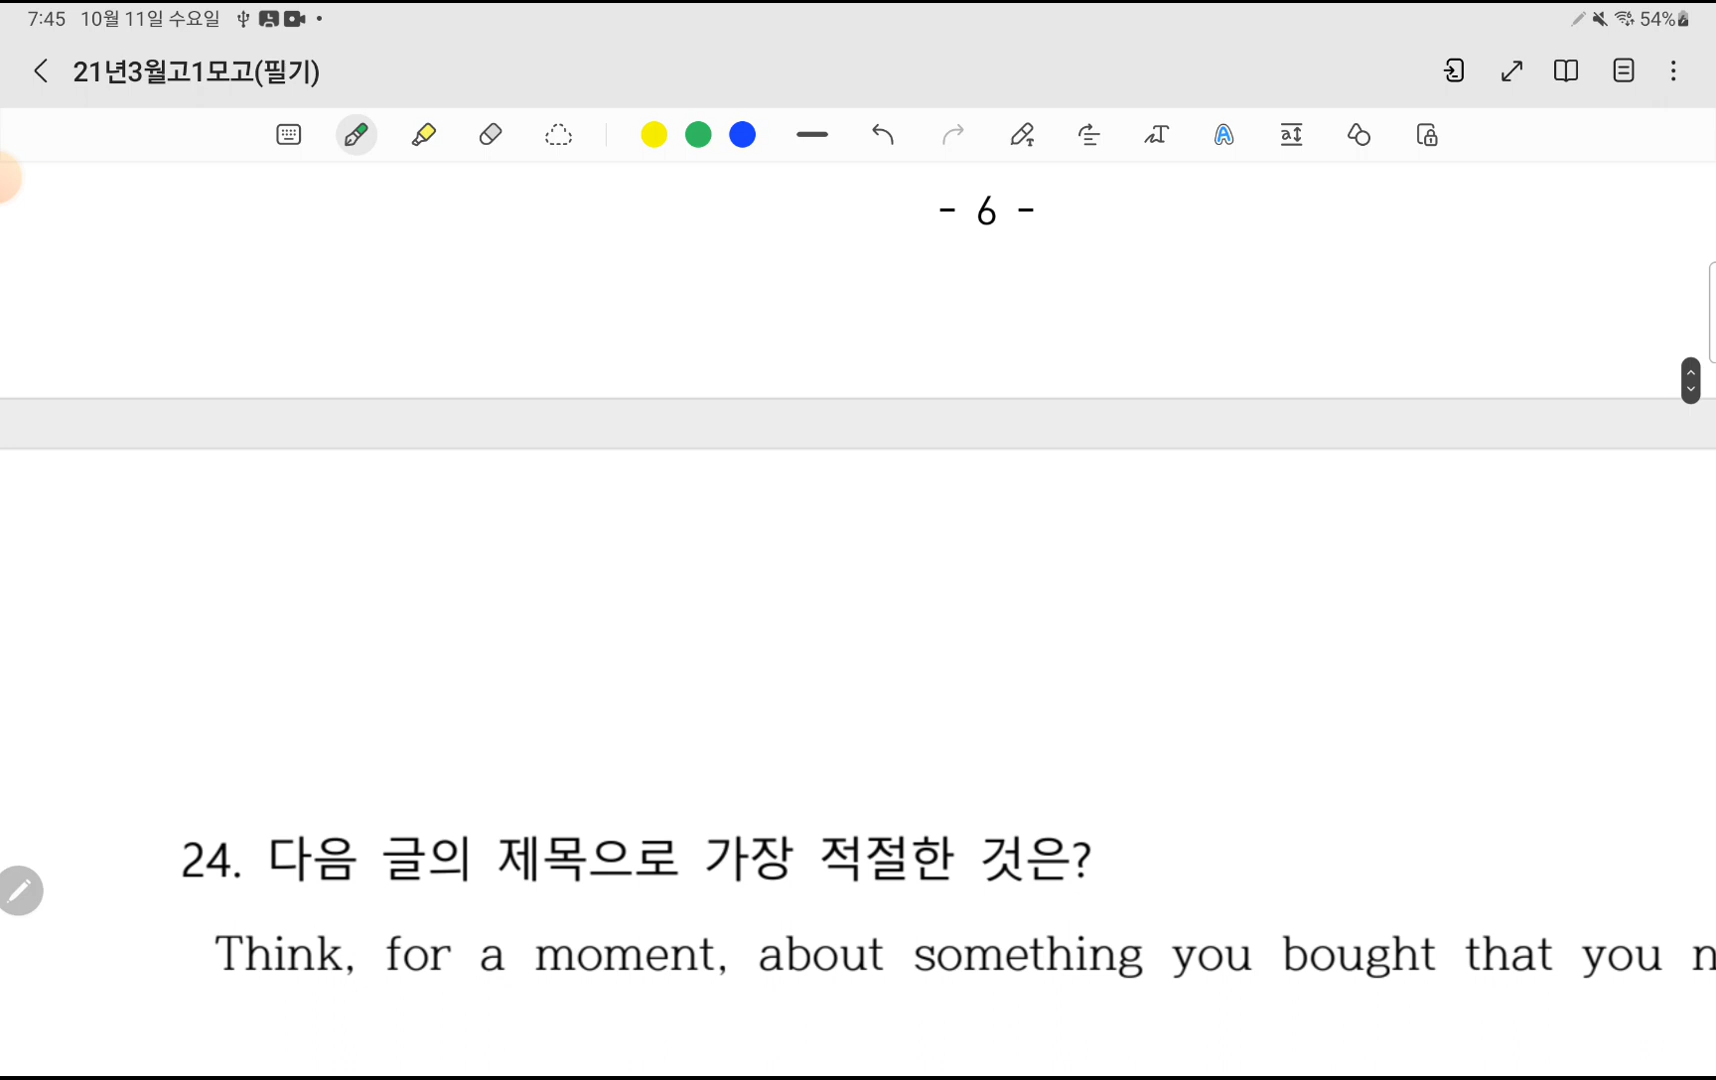 7:45 10월 11일 수요일
54%
21년3월고1모고(필기)
- 6 -
24. 다음 글의 제목으로 가장 적절한 것은?
Think, for a moment, about something you bought that you n